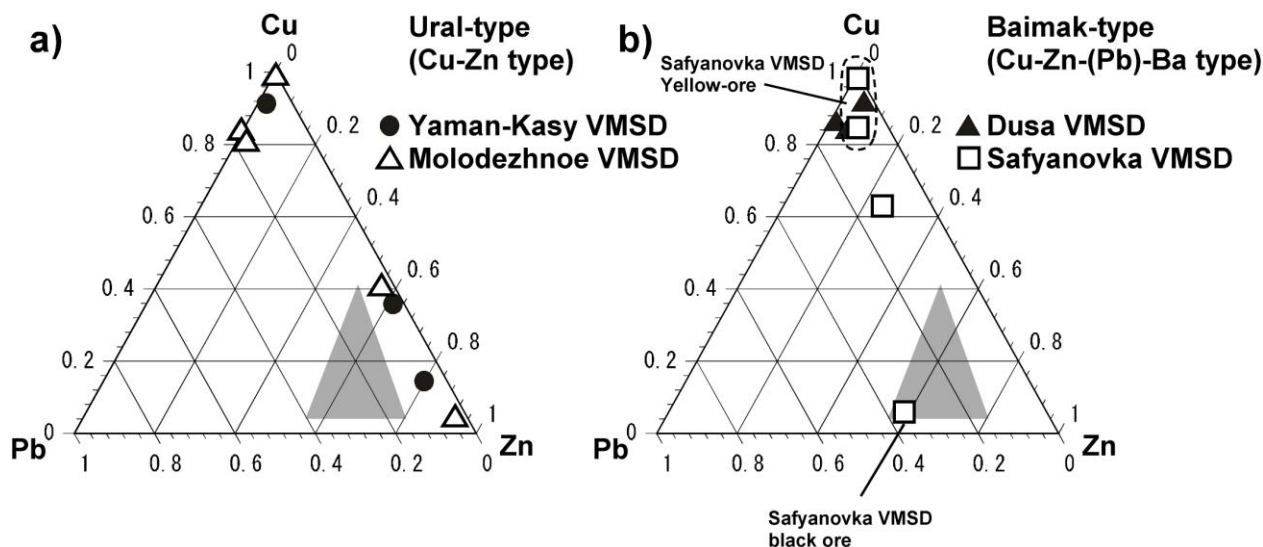 a)
Cu
Ural-type
(Cu-Zn type)
Yaman-Kasy VMSD
Molodezhnoe VMSD
0
1
0.2
0.8
0.4
0.6
0.6
0.4
0.8
0.2
1
0
Pb
Zn
1
0.8
0.6
0.4
0.2
0
b)
Cu
Baimak-type
(Cu-Zn-(Pb)-Ba type)
Safyanovka VMSD
Yellow-ore
Dusa VMSD
Safyanovka VMSD
0
1
0.2
0.8
0.4
0.6
0.6
0.4
0.8
0.2
1
0
Pb
Zn
1
0.8
0.6
0.4
0.2
0
Safyanovka VMSD
black ore